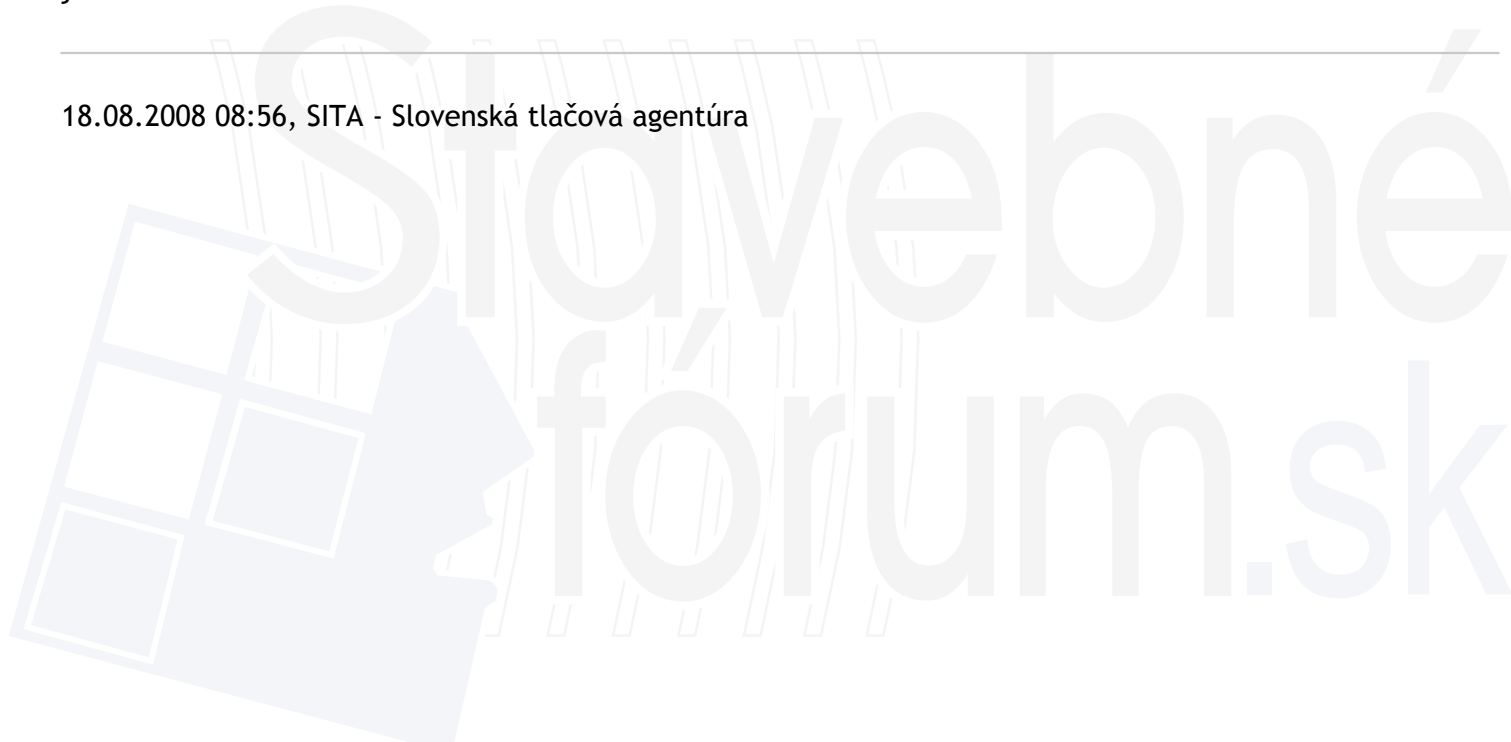 18.08.2008 08:56, SITA - Slovenská tlačová agentúra
Stavebné
fórum.sk